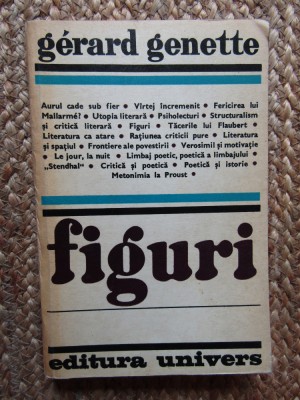 gérard genette
Aurul cade sub fier • Vîrtej încremenit • Fericirea lui
Mallarmé? • Utopia literară • Psiholecturi • Structuralism
și critică literară • Figuri • Tăcerile lui Flaubert •
Literatura ca atare • Rațiunea criticii pure • Literatura
și spațiul • Frontiere ale povestirii • Verosimil și motivație
• Le jour, la nuit • Limbaj poetic, poetică a limbajului •
„Stendhal“ • Critică și poetică • Poetică și istorie •
Metonimia la Proust •
figuri
editura univers